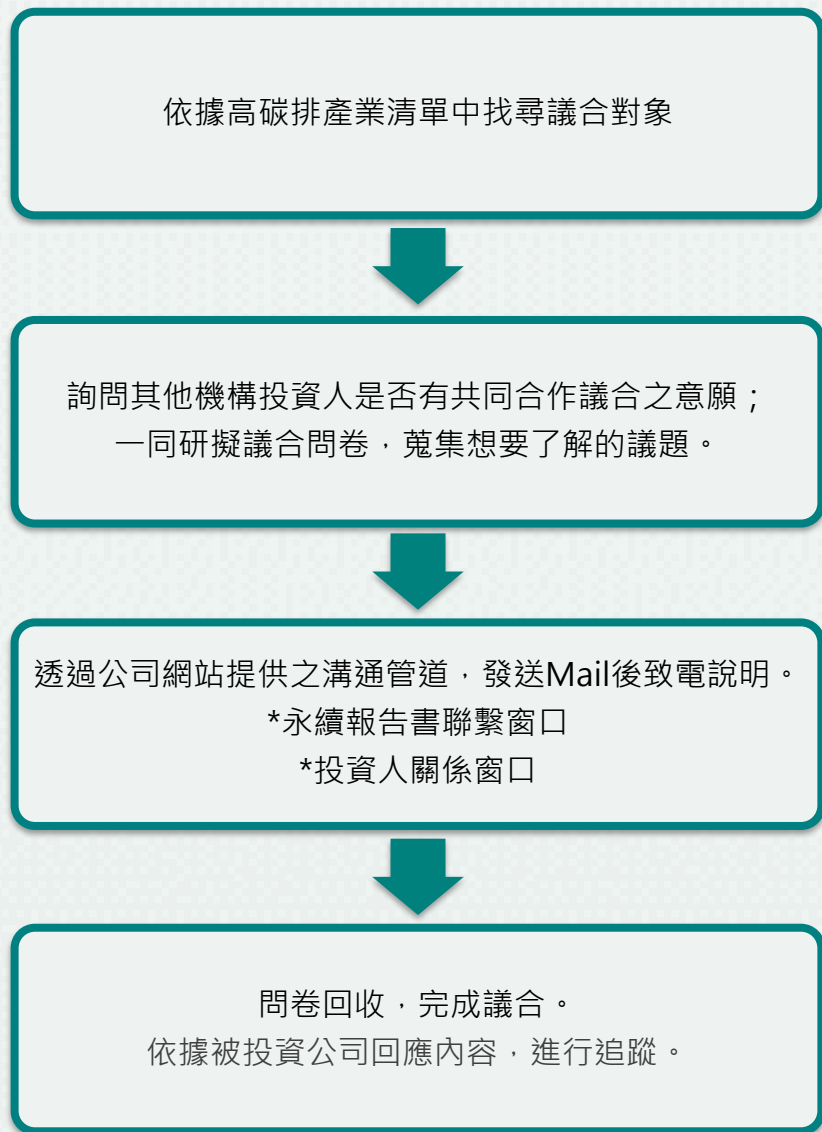 依據高碳排產業清單中找尋議合對象
詢問其他機構投資人是否有共同合作議合之意願；
一同研擬議合問卷，蒐集想要了解的議題。
透過公司網站提供之溝通管道，發送Mail後致電說明。
*永續報告書聯繫窗口
*投資人關係窗口
問卷回收，完成議合。
依據被投資公司回應內容，進行追蹤。